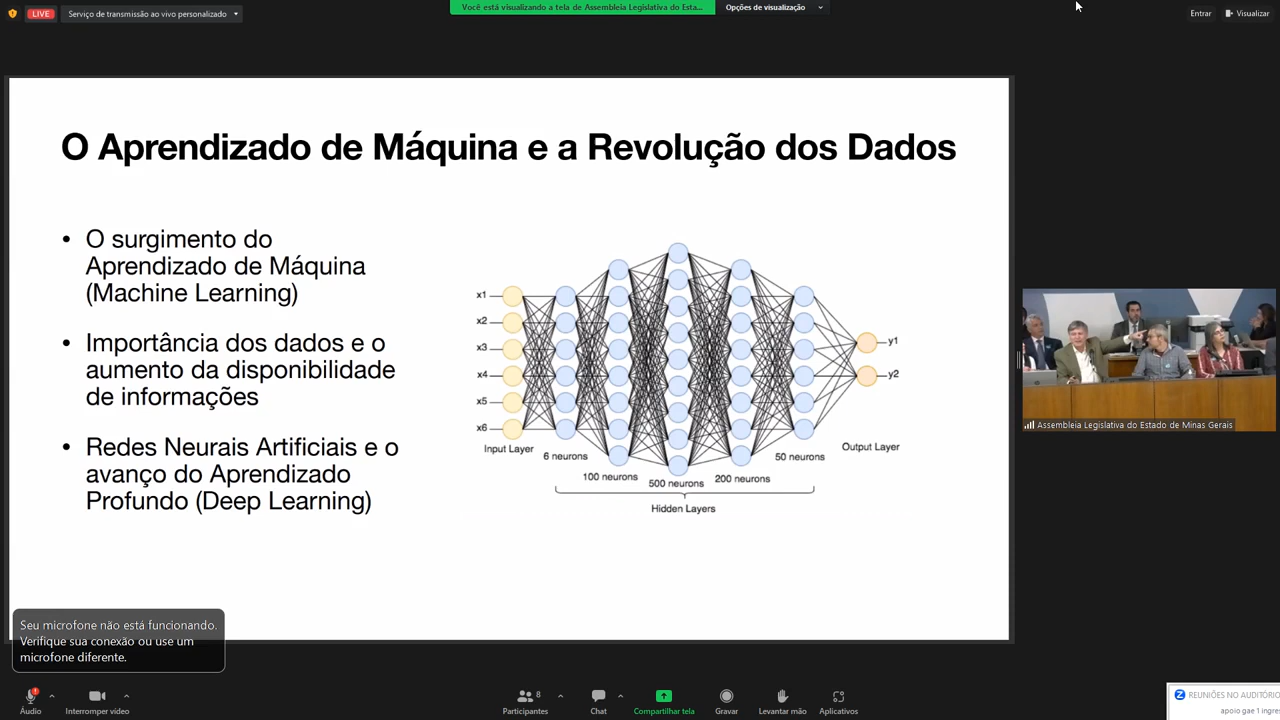 LIVE
Serviço de transmissão ao vivo personalizado
Você está visualizando a tela de Assembleia Legislativa do Esta...
Opções de visualização
Entrar
Visualizar
O Aprendizado de Máquina e a Revolução dos Dados
• O surgimento do
Aprendizado de Máquina
(Machine Learning)
• Importância dos dados e o
aumento da disponibilidade
de informações
• Redes Neurais Artificiais e o
avanço do Aprendizado
Profundo (Deep Learning)
x1
x2
x3
x4
x5
x6
y1
y2
Input Layer
6 neurons
100 neurons
500 neurons
200 neurons
50 neurons
Output Layer
Hidden Layers
Assembleia Legislativa do Estado de Minas Gerais
Seu microfone não está funcionando.
Verifique sua conexão ou use um
microfone diferente.
Áudio
Interromper vídeo
Participantes
8
Chat
Compartilhar tela
Gravar
Levantar mão
Aplicativos
REUNIÕES NO AUDITÓRIO
apoio gae 1 ingres